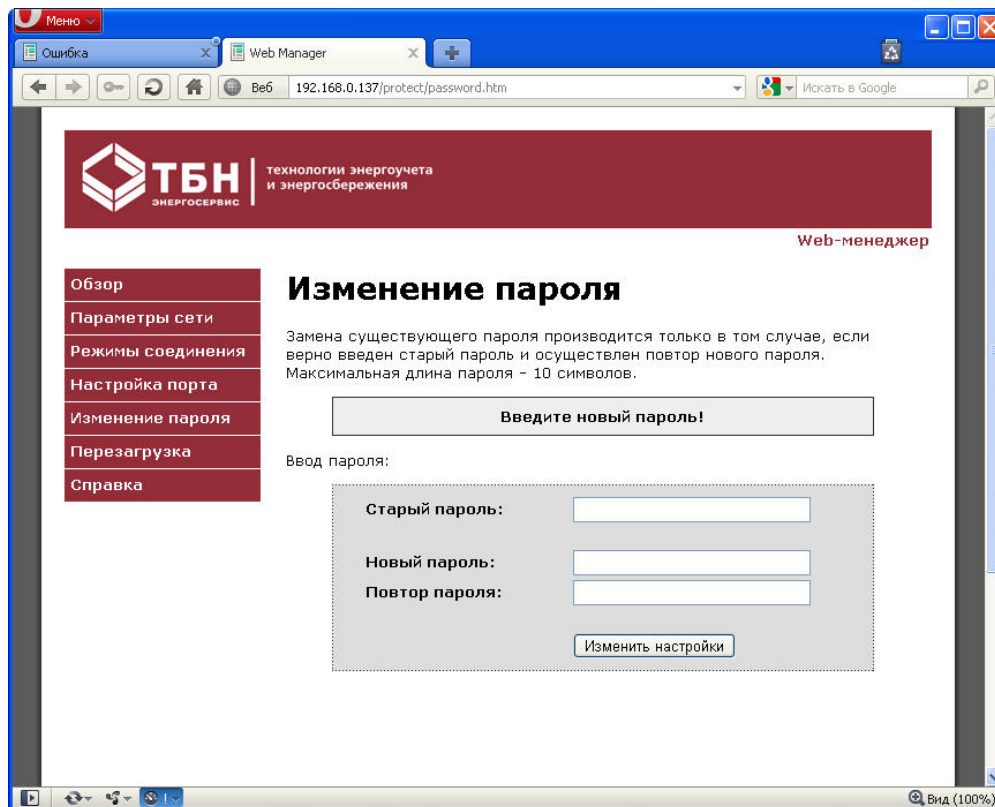 Меню
Ошибка
Web Manager
Веб
192.168.0.137/protect/password.htm
Искать в Google
ТБН
ЭНЕРГОСЕРВИС
технологии энергоучета
и энергосбережения
Web-менеджер
Обзор
Параметры сети
Режимы соединения
Настройка порта
Изменение пароля
Перезагрузка
Справка
Изменение пароля
Замена существующего пароля производится только в том случае, если
верно введен старый пароль и осуществлен повтор нового пароля.
Максимальная длина пароля - 10 символов.
Введите новый пароль!
Ввод пароля:
Старый пароль:
Новый пароль:
Повтор пароля:
Изменить настройки
Вид (100%)